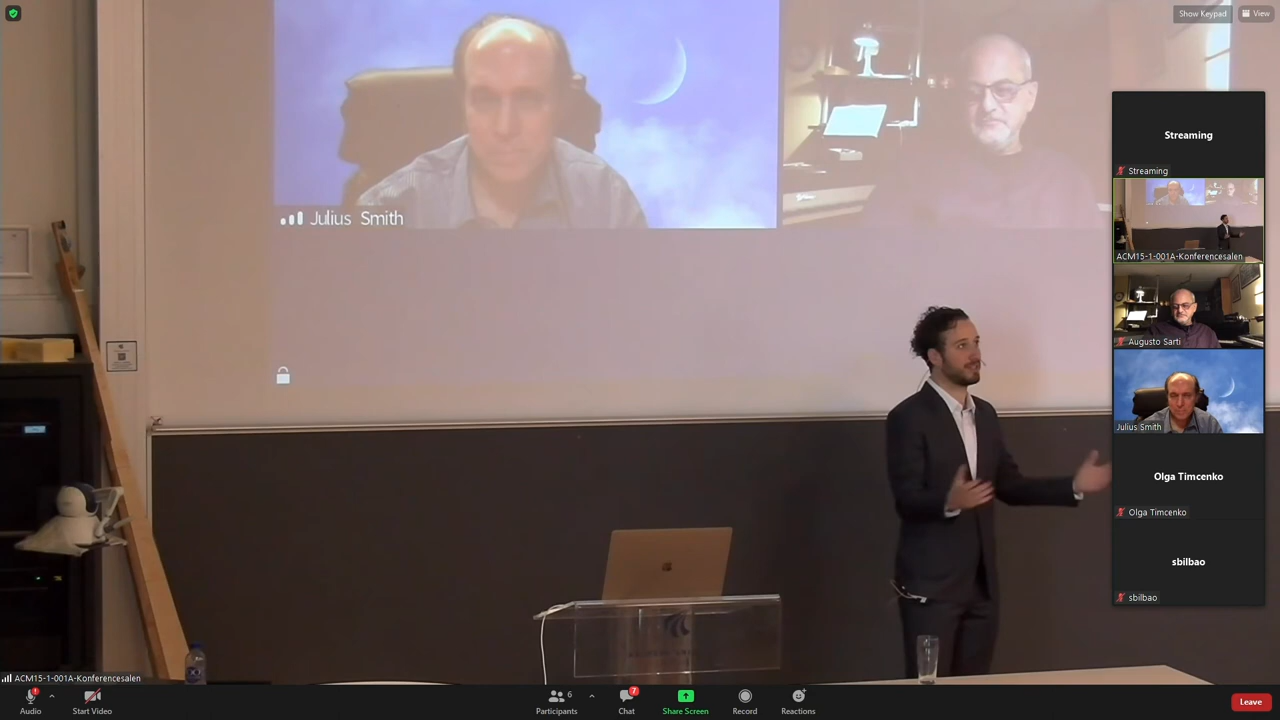 Show Keypad
View
Streaming
Streaming
ACM15-1-001A-Konferencesalen
Augusto Sarti
Julius Smith
Julius Smith
Olga Timcenko
Olga Timcenko
sbilbao
sbilbao
ACM15-1-001A-Konferencesalen
Audio
Start Video
Participants
6
Chat
7
Share Screen
Record
Reactions
Leave